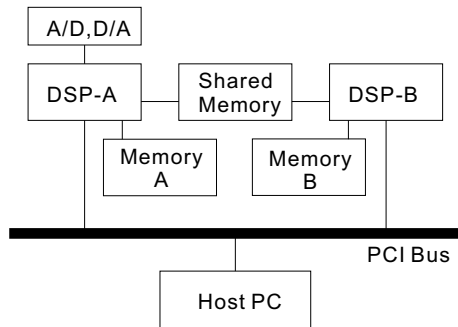 A/D,D/A
DSP-A
Shared
Memory
DSP-B
Memory
A
Memory
B
PCI Bus
Host PC